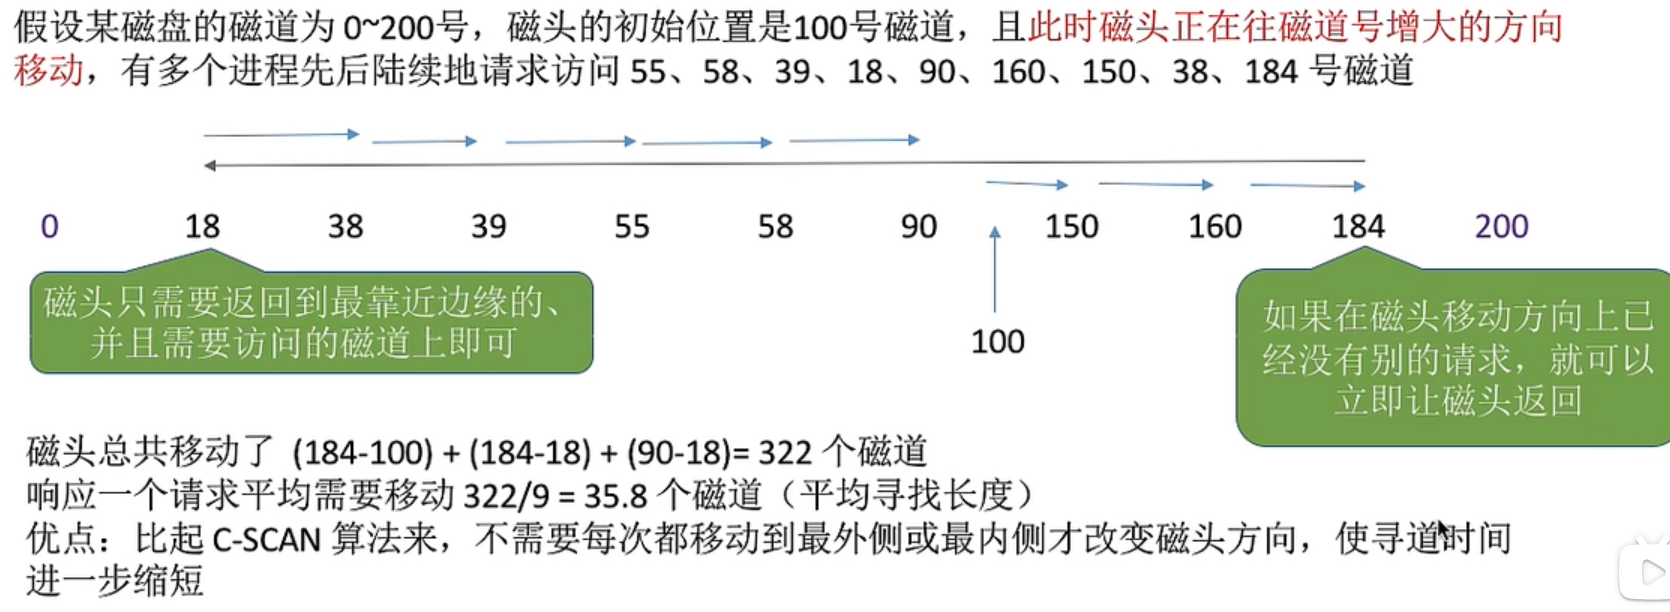 假设某磁盘的磁道为 0~200号，磁头的初始位置是100号磁道，且此时磁头正在往磁道号增大的方向
移动，有多个进程先后陆续地请求访问 55、58、39、18、90、160、150、38、184 号磁道
0 18 38 39 55 58 90 150 160 184 200
100
磁头只需要返回到最靠近边缘的、
并且需要访问的磁道上即可
如果在磁头移动方向上已
经没有别的请求，就可以
立即让磁头返回
磁头总共移动了 (184-100) + (184-18) + (90-18)= 322 个磁道
响应一个请求平均需要移动 322/9 = 35.8 个磁道（平均寻找长度）
优点：比起 C-SCAN 算法来，不需要每次都移动到最外侧或最内侧才改变磁头方向，使寻道时间
进一步缩短